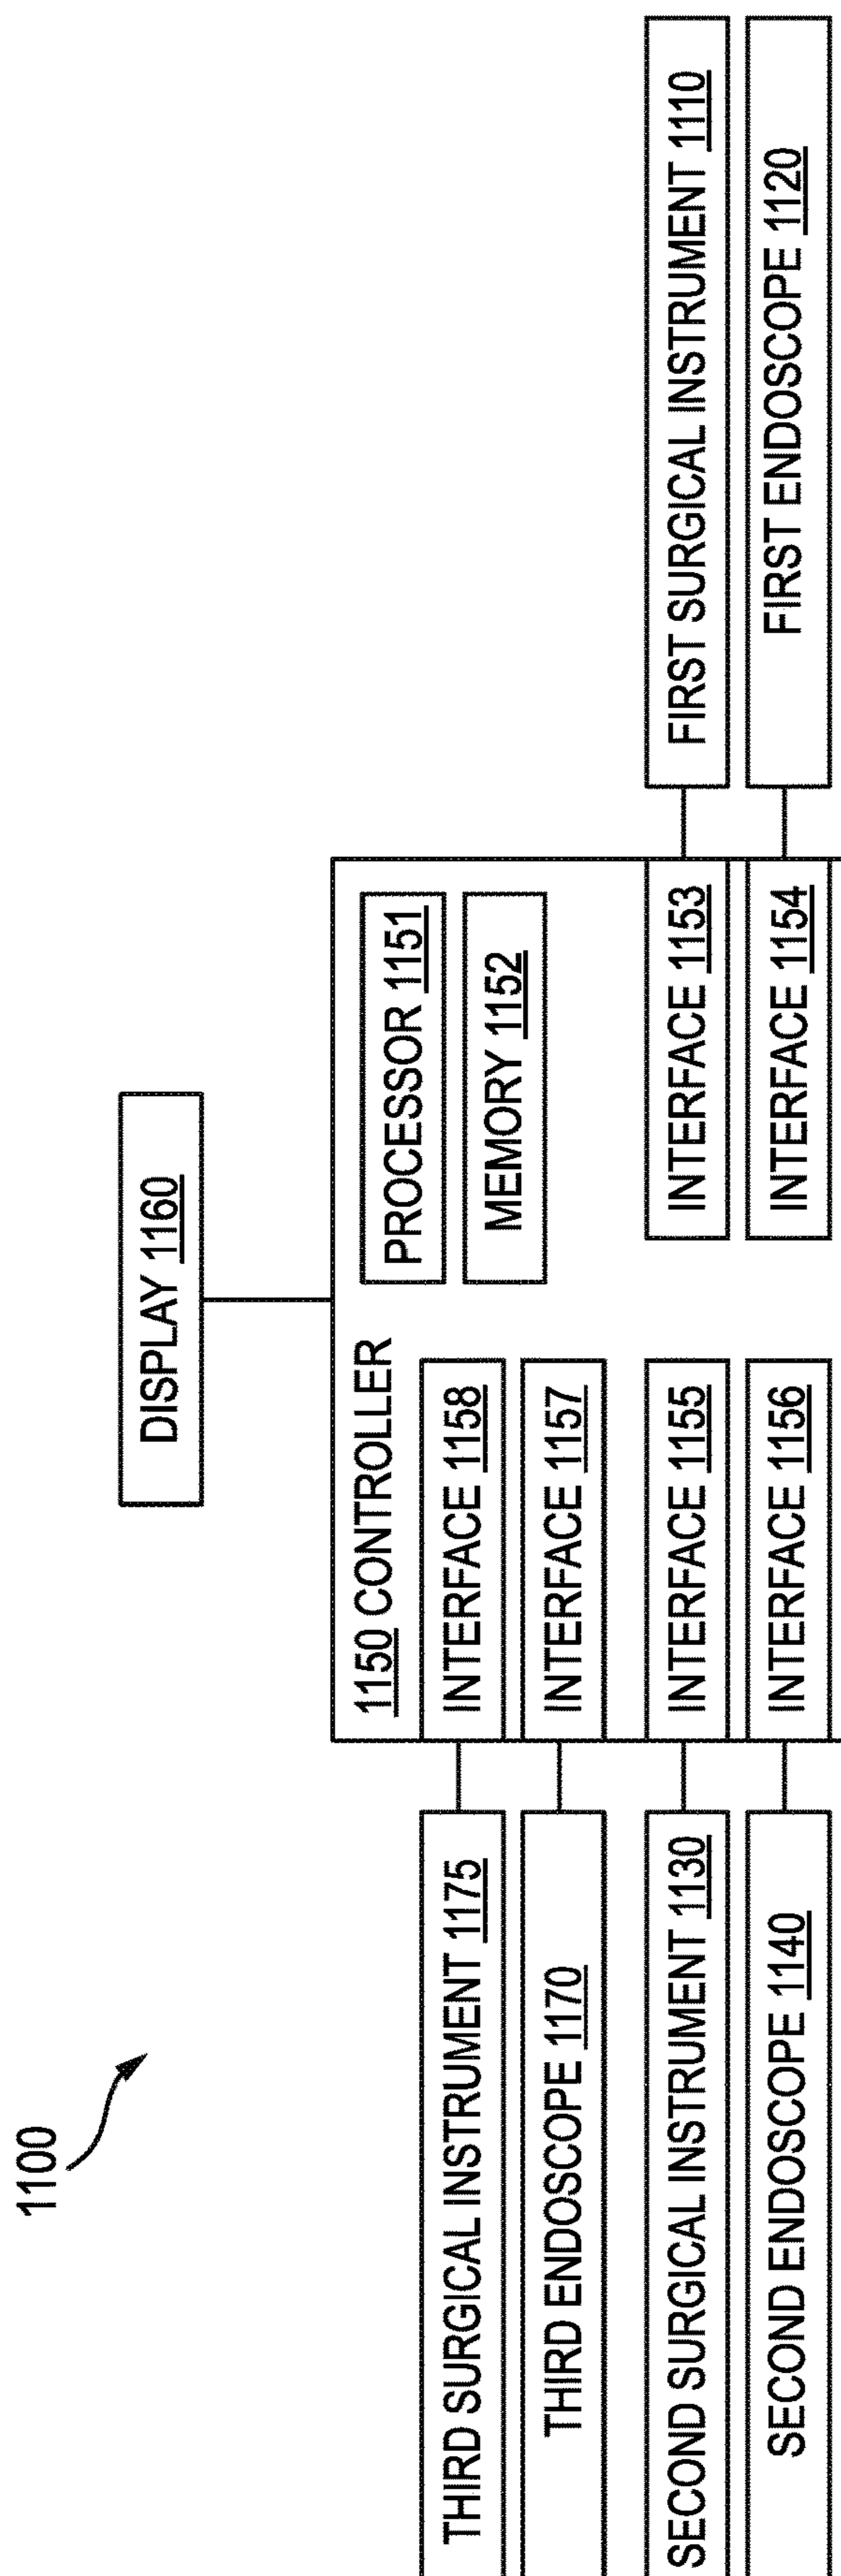 1100
DISPLAY 1160
1150 CONTROLLER
PROCESSOR 1151
MEMORY 1152
THIRD SURGICAL INSTRUMENT 1175
INTERFACE 1158
THIRD ENDOSCOPE 1170
INTERFACE 1157
SECOND SURGICAL INSTRUMENT 1130
INTERFACE 1155
INTERFACE 1153
FIRST SURGICAL INSTRUMENT 1110
SECOND ENDOSCOPE 1140
INTERFACE 1156
INTERFACE 1154
FIRST ENDOSCOPE 1120